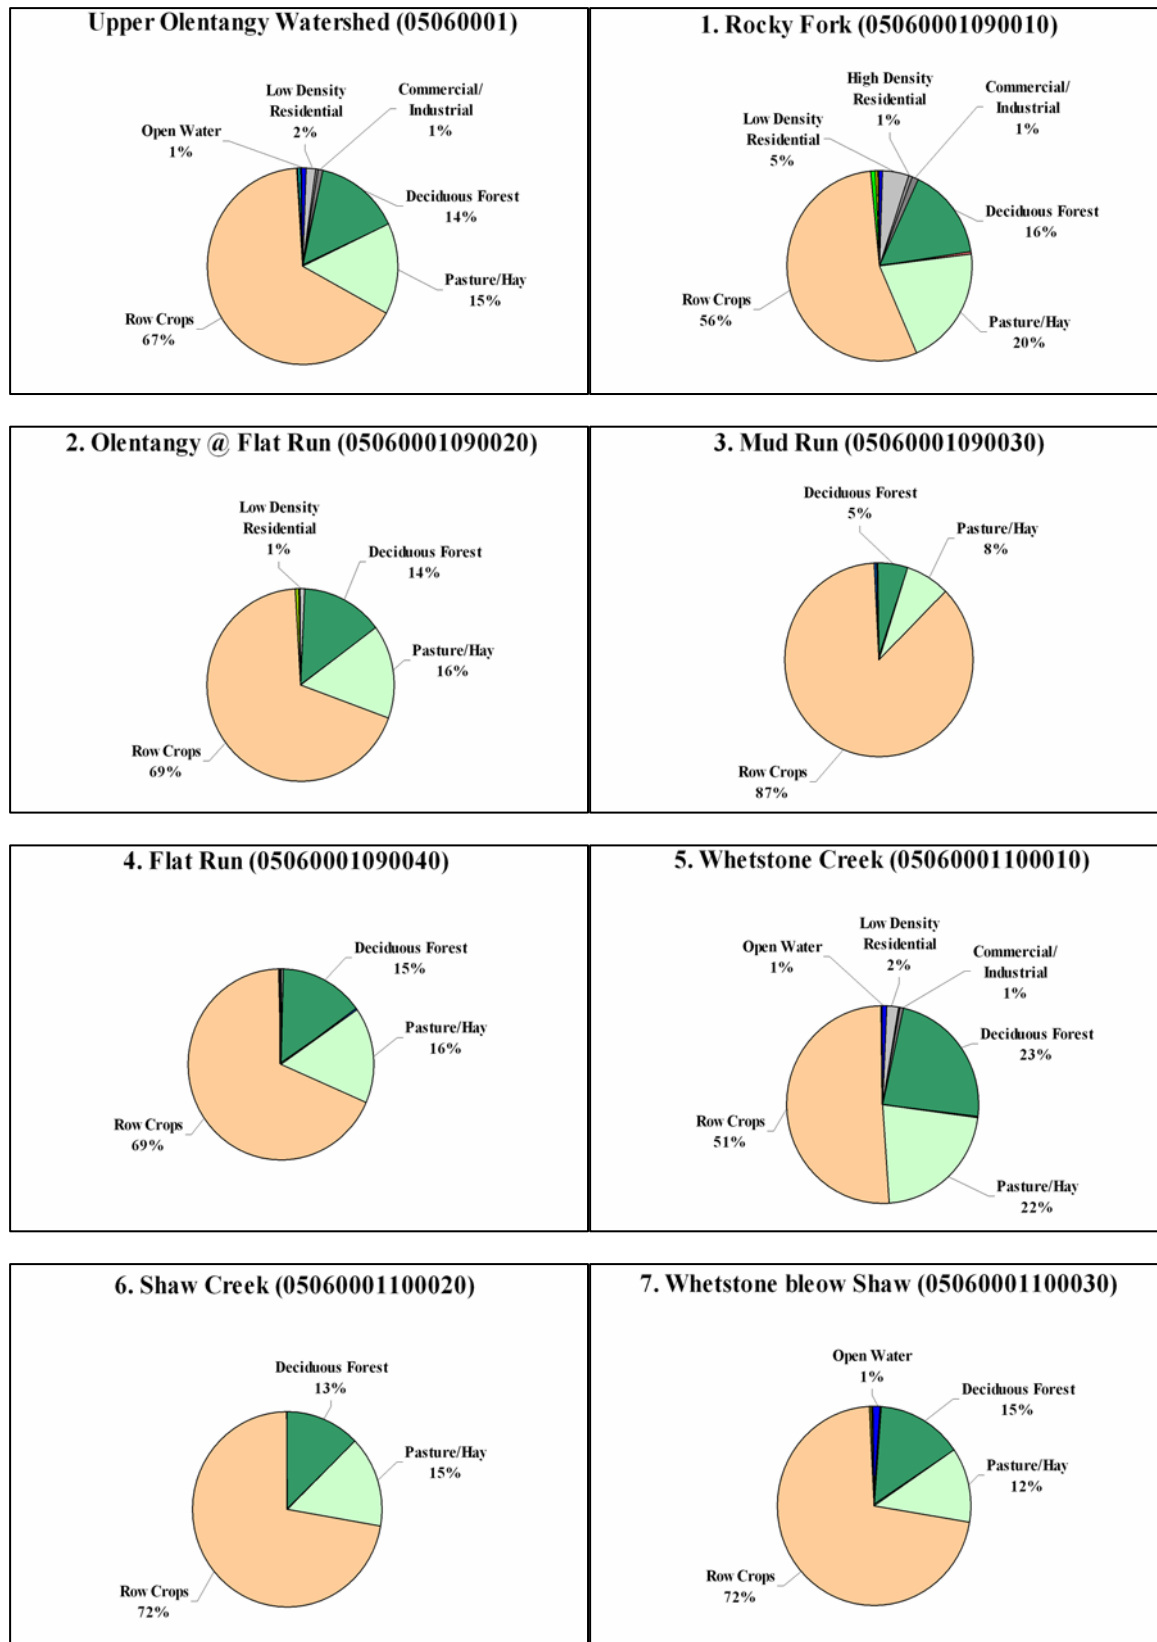 Upper Olentangy Watershed (05060001)
Low Density
Residential
2%
Commercial/
Industrial
1%
Open Water
1%
Deciduous Forest
14%
Pasture/Hay
15%
Row Crops
67%
1. Rocky Fork (05060001090010)
High Density
Residential
1%
Commercial/
Industrial
1%
Low Density
Residential
5%
Deciduous Forest
16%
Row Crops
56%
Pasture/Hay
20%
2. Olentangy @ Flat Run (05060001090020)
Low Density
Residential
1%
Deciduous Forest
14%
Pasture/Hay
16%
Row Crops
69%
3. Mud Run (05060001090030)
Deciduous Forest
5%
Pasture/Hay
8%
Row Crops
87%
4. Flat Run (05060001090040)
Deciduous Forest
15%
Pasture/Hay
16%
Row Crops
69%
5. Whetstone Creek (05060001100010)
Low Density
Residential
2%
Open Water
1%
Commercial/
Industrial
1%
Deciduous Forest
23%
Row Crops
51%
Pasture/Hay
22%
6. Shaw Creek (05060001100020)
Deciduous Forest
13%
Pasture/Hay
15%
Row Crops
72%
7. Whetstone bleow Shaw (05060001100030)
Open Water
1%
Deciduous Forest
15%
Pasture/Hay
12%
Row Crops
72%